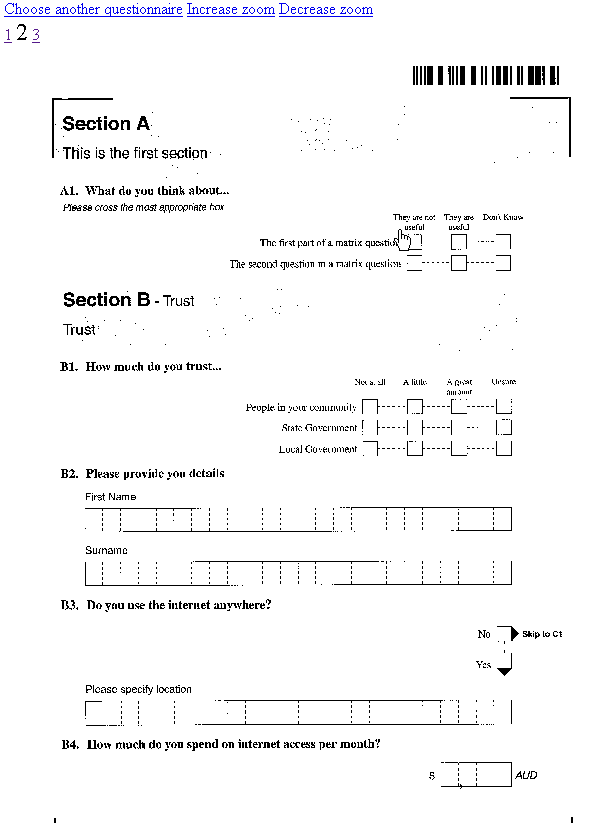 Choose another questionnaire Increase zoom Decrease zoom
1 2 3
Section A
This is the first section
A1. What do you think about...
Please cross the most appropriate box
They are not useful They are useful Don't Know
The first part of a matrix question
The second question in a matrix question
Section B - Trust
Trust
B1. How much do you trust...
Not at all A little A great amount Unsure
People in your community
State Government
Local Government
B2. Please provide you details
First Name
Surname
B3. Do you use the internet anywhere?
No Skip to C1
Yes
Please specify location
B4. How much do you spend on internet access per month?
$ AUD